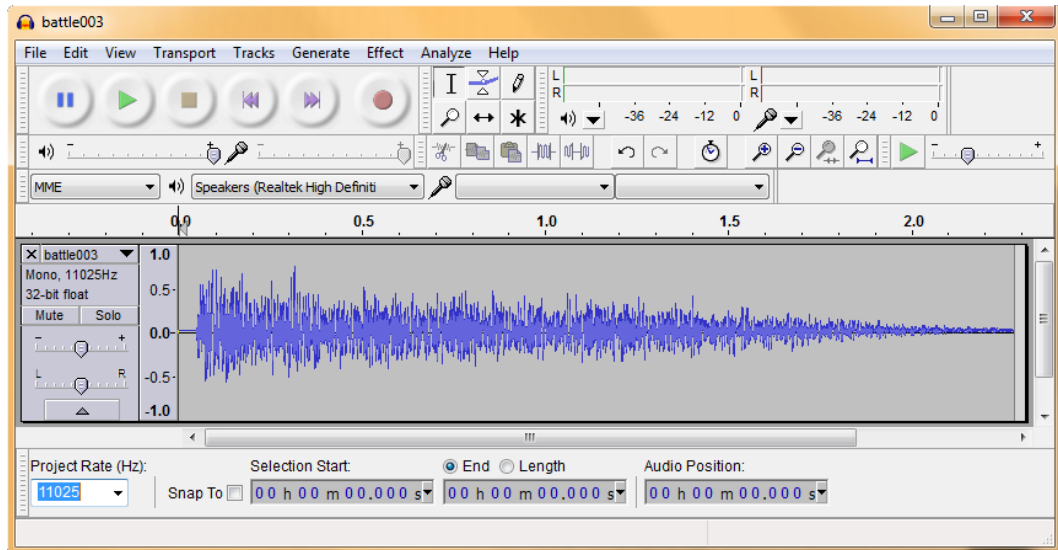 battle003
File Edit View Transport Tracks Generate Effect Analyze Help
L
R
-36 -24 -12 0
L
R
-36 -24 -12 0
MME
Speakers (Realtek High Definiti
0.0 0.5 1.0 1.5 2.0
X battle003
Mono, 11025Hz
32-bit float
Mute Solo
- +
L R
1.0
0.5-
0.0-
-0.5-
-1.0
Project Rate (Hz): Selection Start: End Length Audio Position:
11025 Snap To 00 h 00 m 00.000 s 00 h 00 m 00.000 s 00 h 00 m 00.000 s